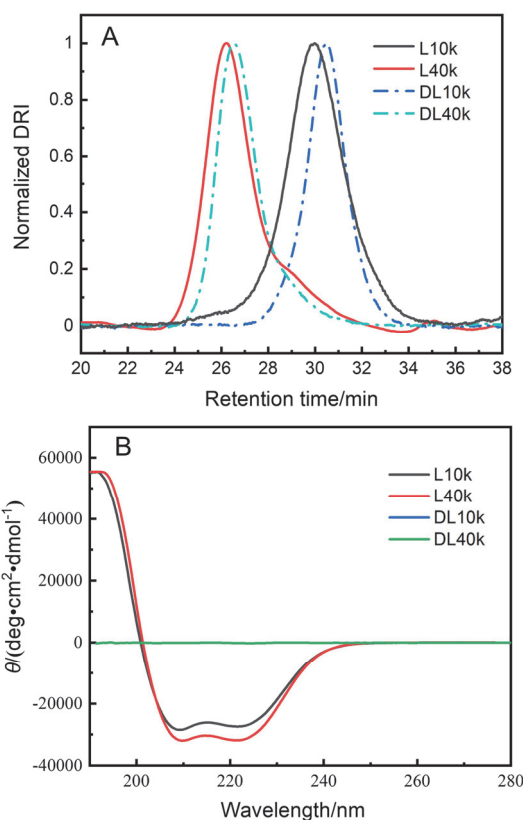 A
L10k
L40k
DL10k
DL40k
Normalized DRI
1
0.8
0.6
0.4
0.2
0
20 22 24 26 28 30 32 34 36 38
Retention time/min
B
L10k
L40k
DL10k
DL40k
θ/(deg•cm²•dmol⁻¹)
60000
40000
20000
0
-20000
-40000
200 220 240 260 280
Wavelength/nm